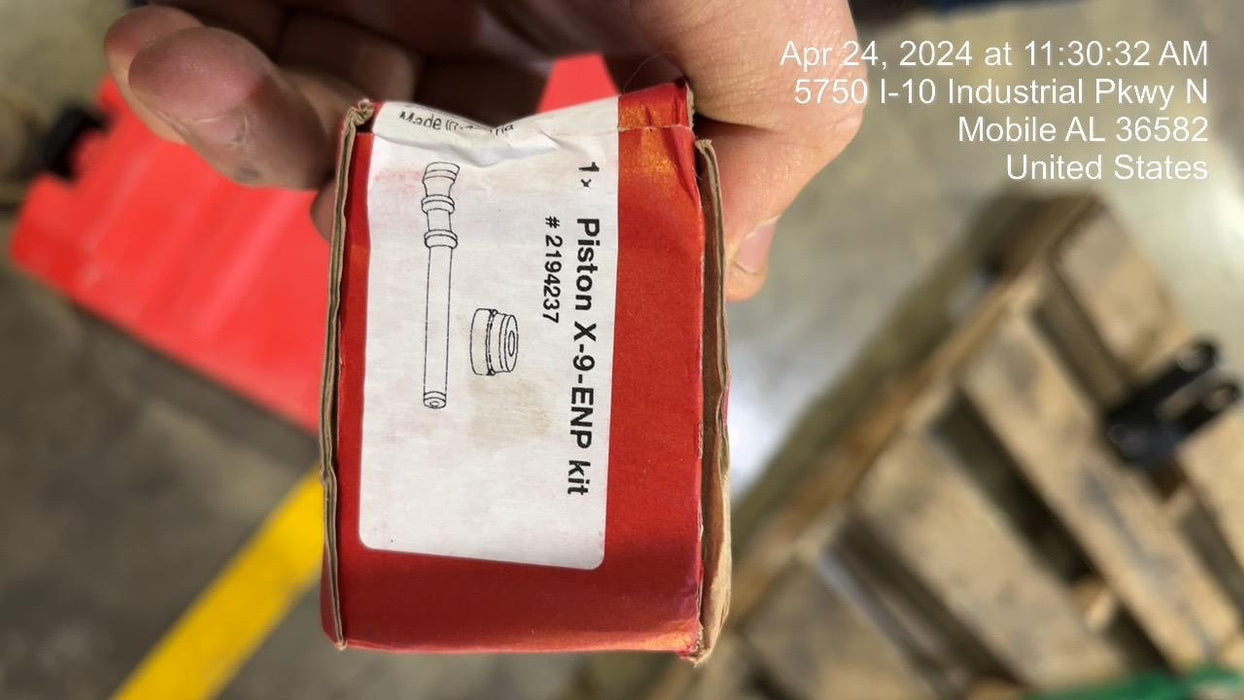 Apr 24, 2024 at 11:30:32 AM
5750 I-10 Industrial Pkwy N
Mobile AL 36582
United States
1x Piston X-9-ENP kit
# 2194237
Made